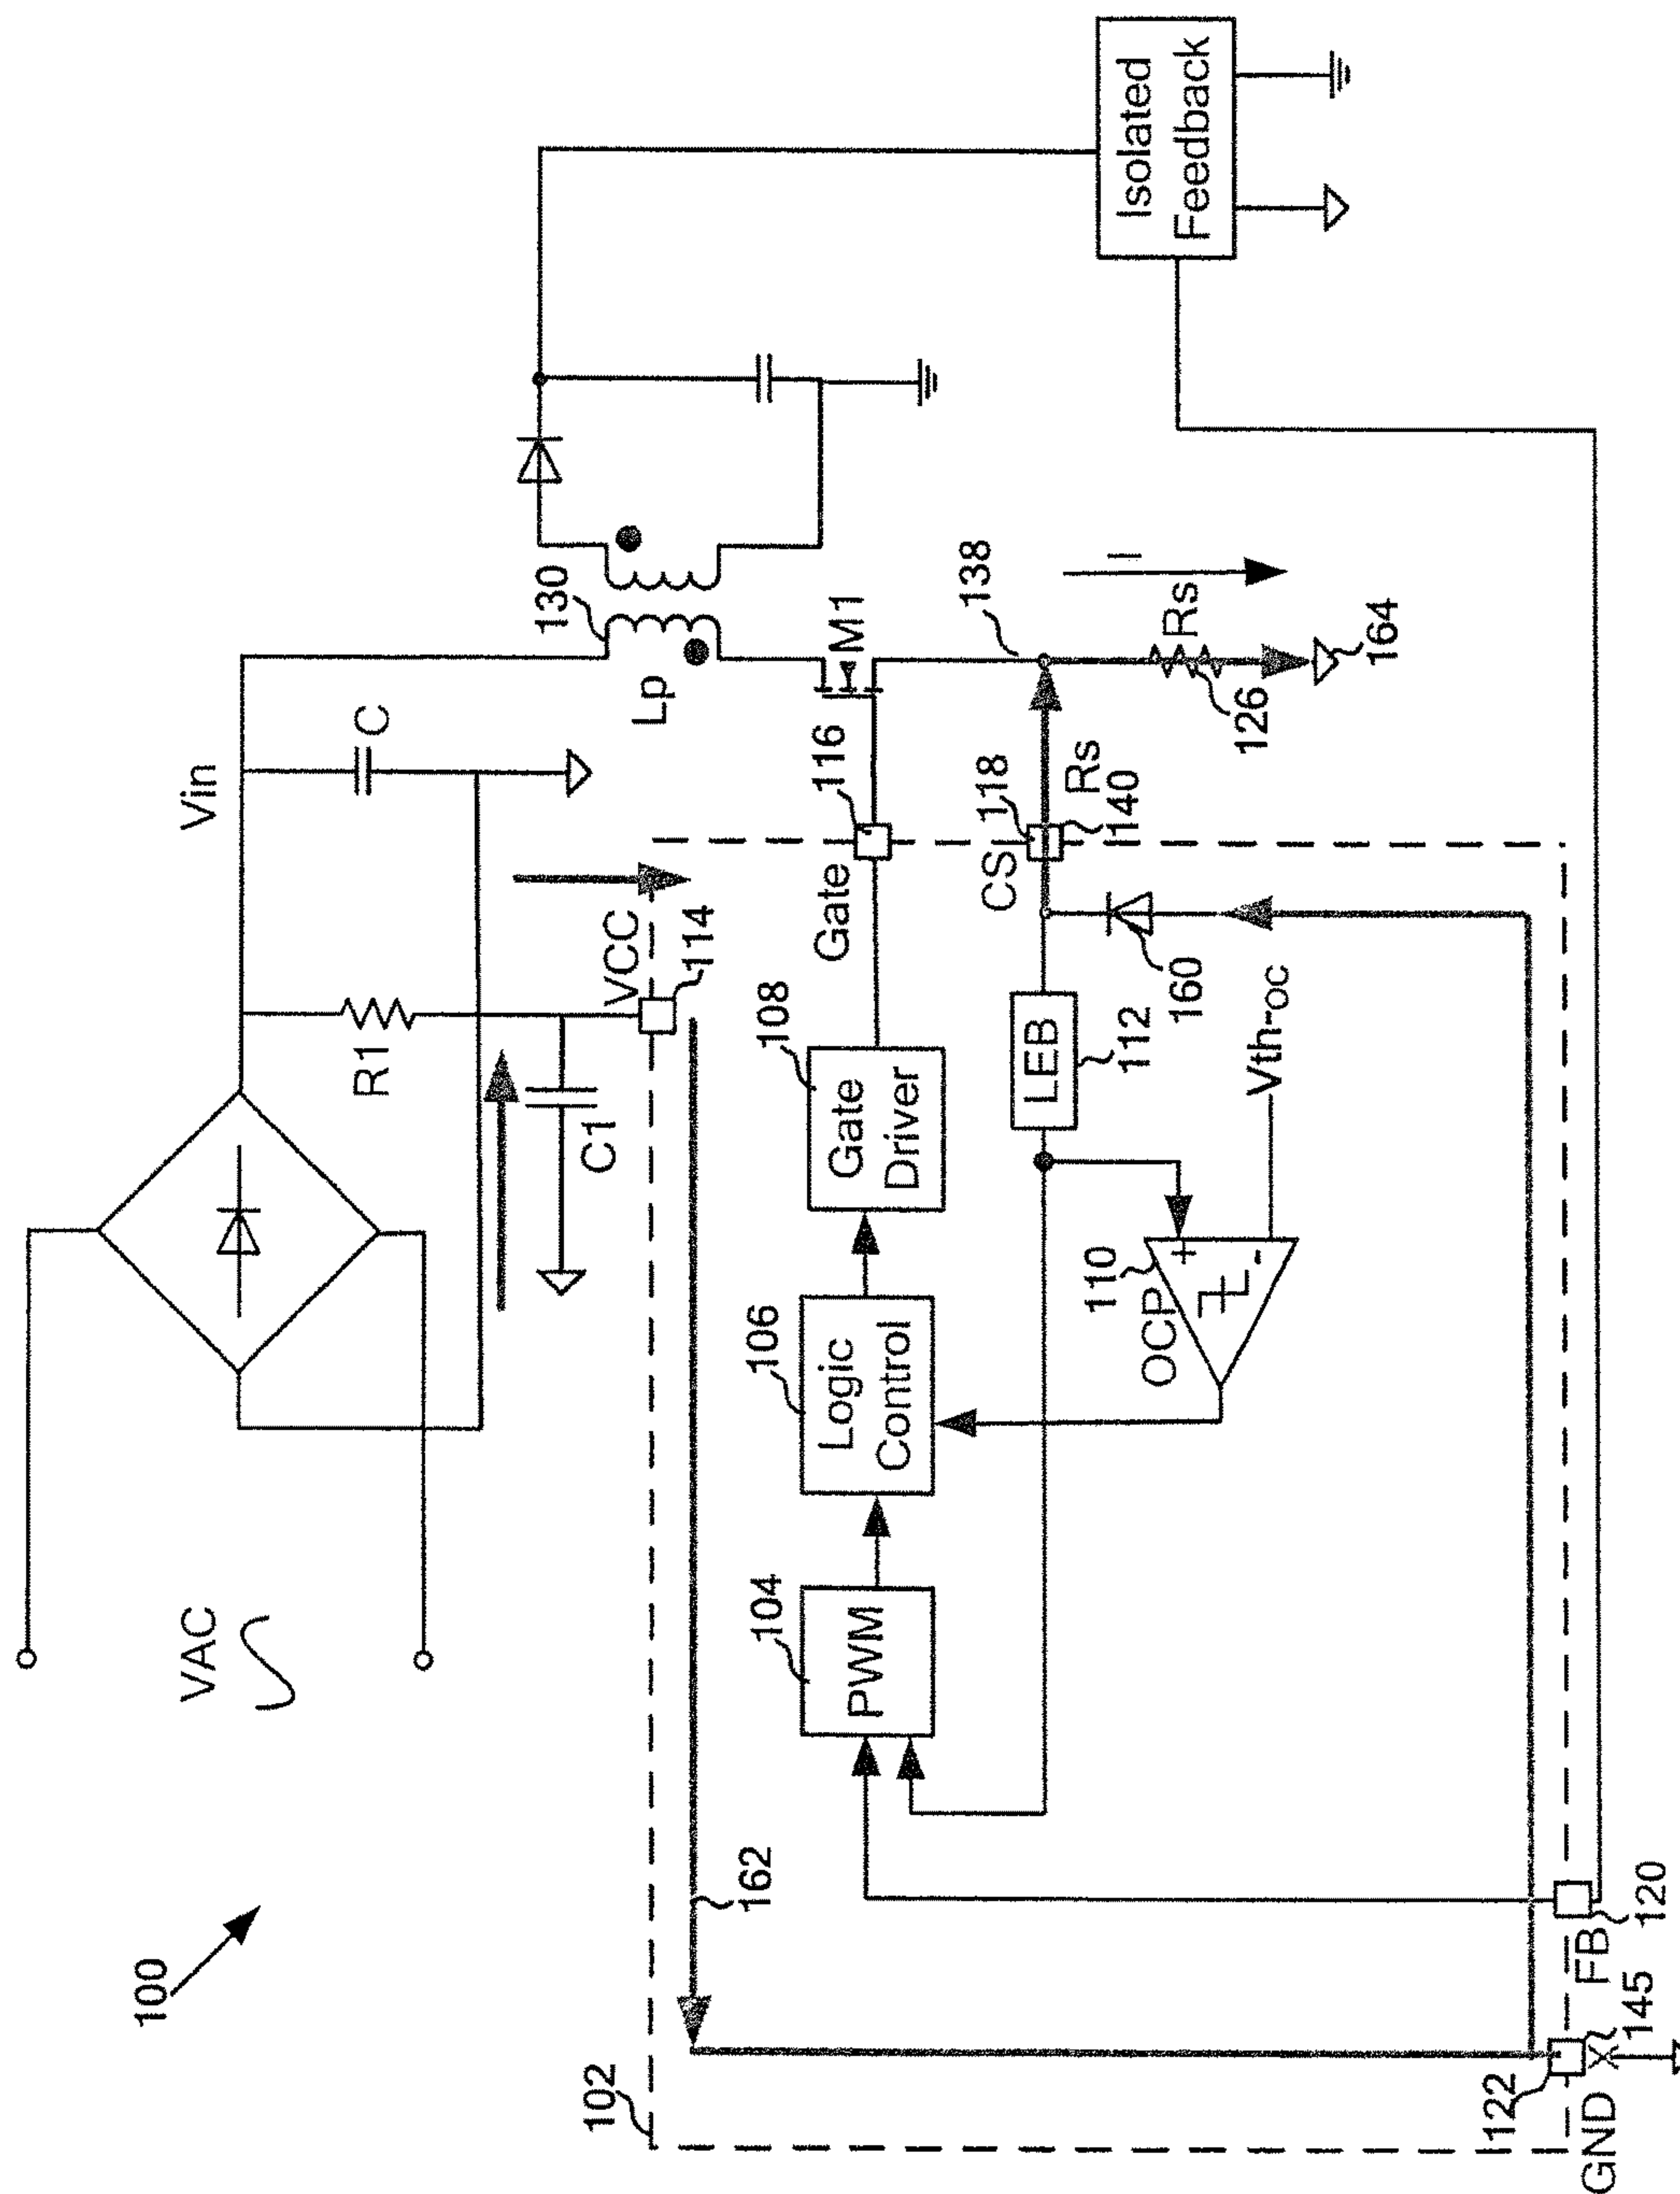 100
VAC
Vin
C
R1
C1
VCC
114
130
Lp
M1
116
Gate
102
162
104
PWM
106
Logic
Control
108
Gate
Driver
138
I
Rs
126
164
118
CS
Rs
140
LEB
112
160
110
OCP
+
-
Vth-OC
Isolated
Feedback
122
GND
X
145
FB
120